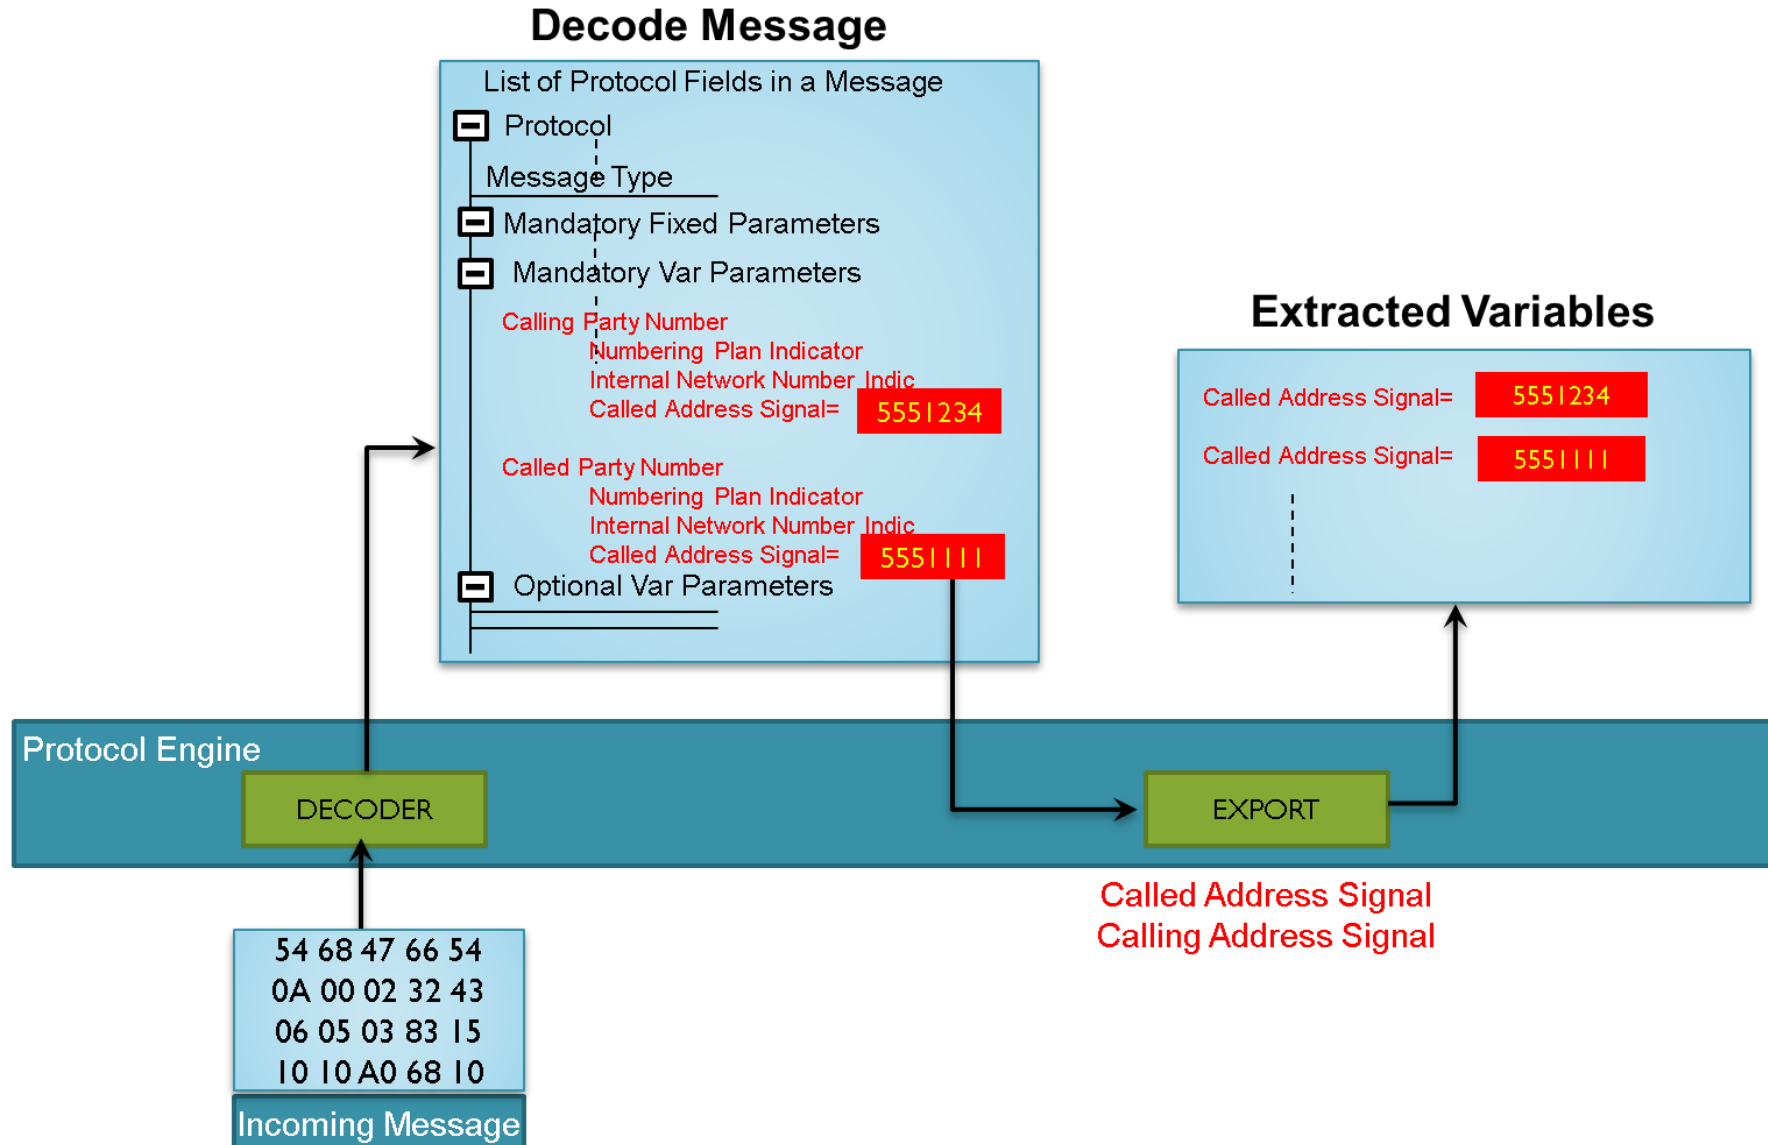 Decode Message
List of Protocol Fields in a Message
Protocol
Message Type
Mandatory Fixed Parameters
Mandatory Var Parameters
Calling Party Number
Numbering Plan Indicator
Internal Network Number Indic
Called Address Signal= 5551234
Called Party Number
Numbering Plan Indicator
Internal Network Number Indic
Called Address Signal= 5551111
Optional Var Parameters
Extracted Variables
Called Address Signal= 5551234
Called Address Signal= 5551111
Protocol Engine
DECODER
EXPORT
Called Address Signal
Calling Address Signal
54 68 47 66 54
0A 00 02 32 43
06 05 03 83 15
10 10 A0 68 10
Incoming Message